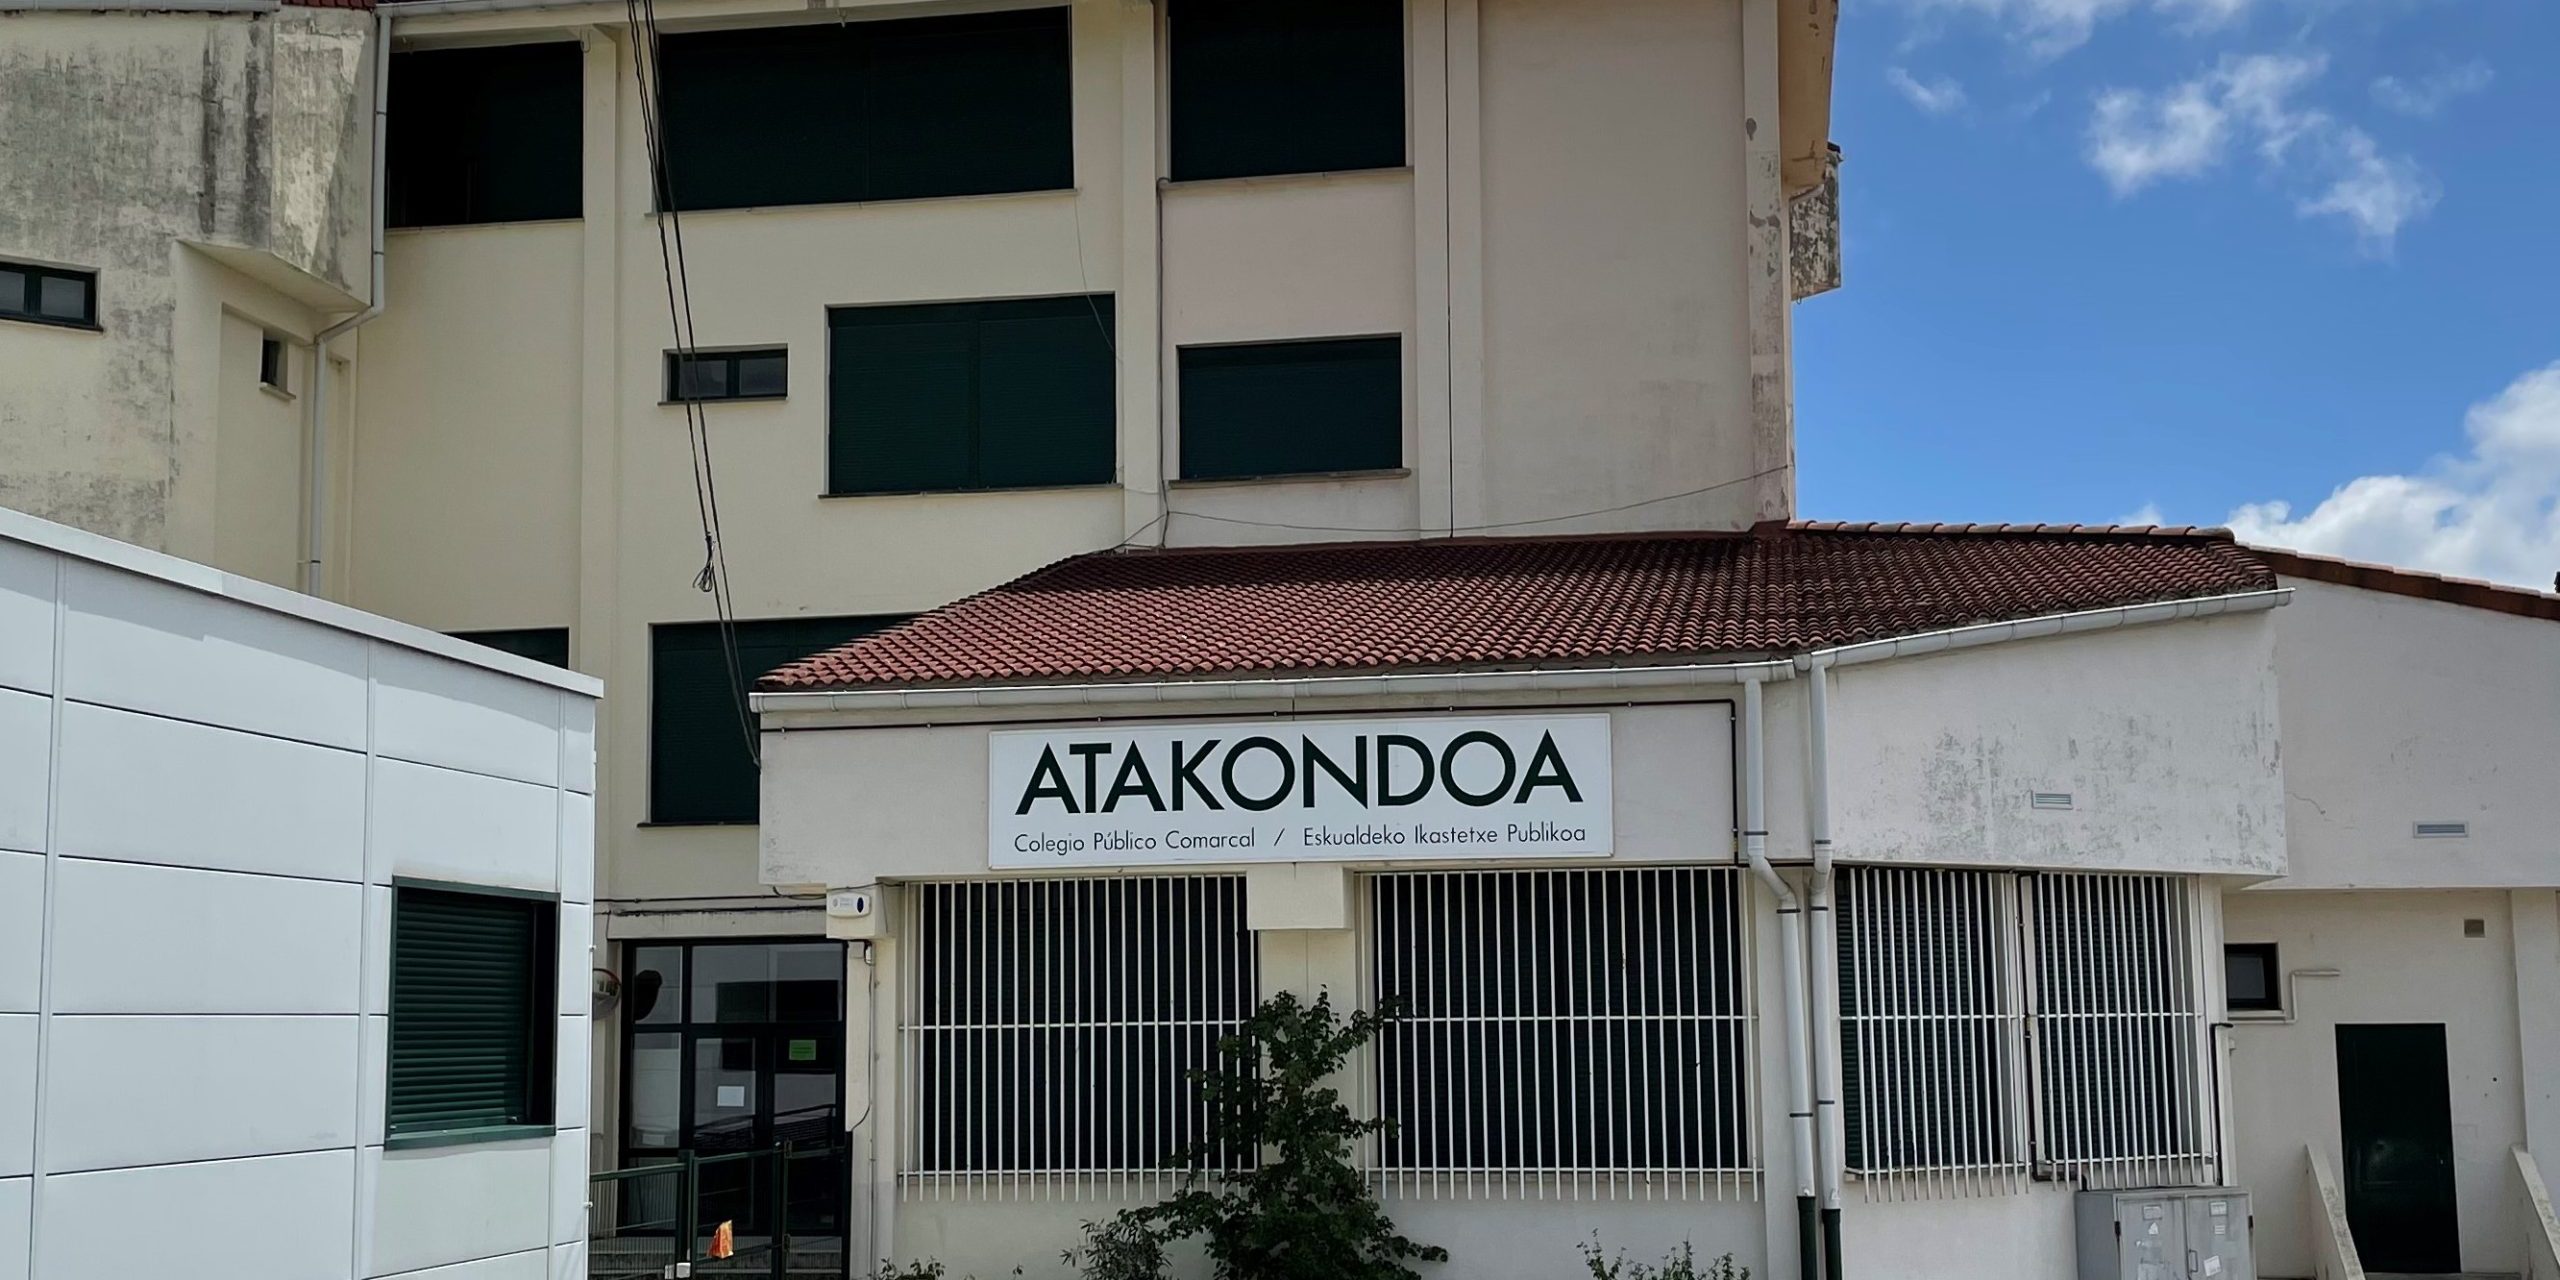 ATAKONDOA
Colegio Público Comarcal / Eskualdeko Ikastetxe Publikoa